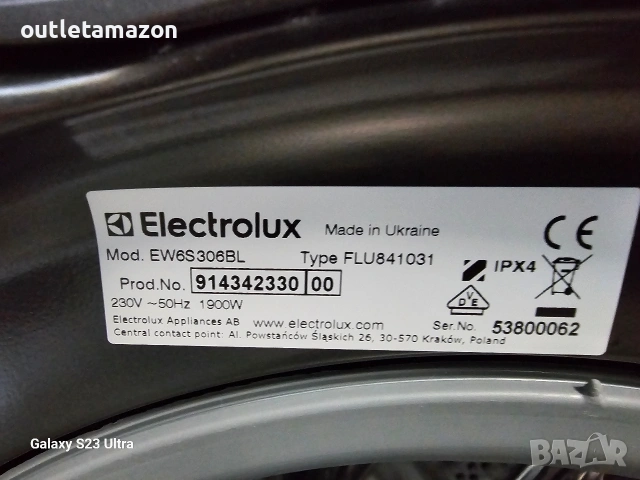 outletamazon
Electrolux Made in Ukraine
Mod. EW6S306BL Type FLU841031
Prod.No. 914342330 00 IPX4
230V ~50Hz 1900W
Electrolux Appliances AB www.electrolux.com Ser.No. 53800062
Central contact point: Al. Powstańców Śląskich 26, 30-570 Kraków, Poland
CE
VDE
Galaxy S23 Ultra
BAZAR